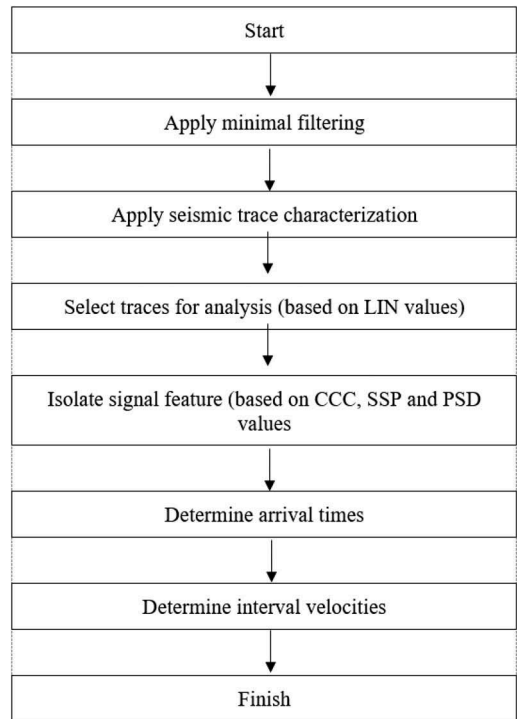 Start
Apply minimal filtering
Apply seismic trace characterization
Select traces for analysis (based on LIN values)
Isolate signal feature (based on CCC, SSP and PSD
values
Determine arrival times
Determine interval velocities
Finish